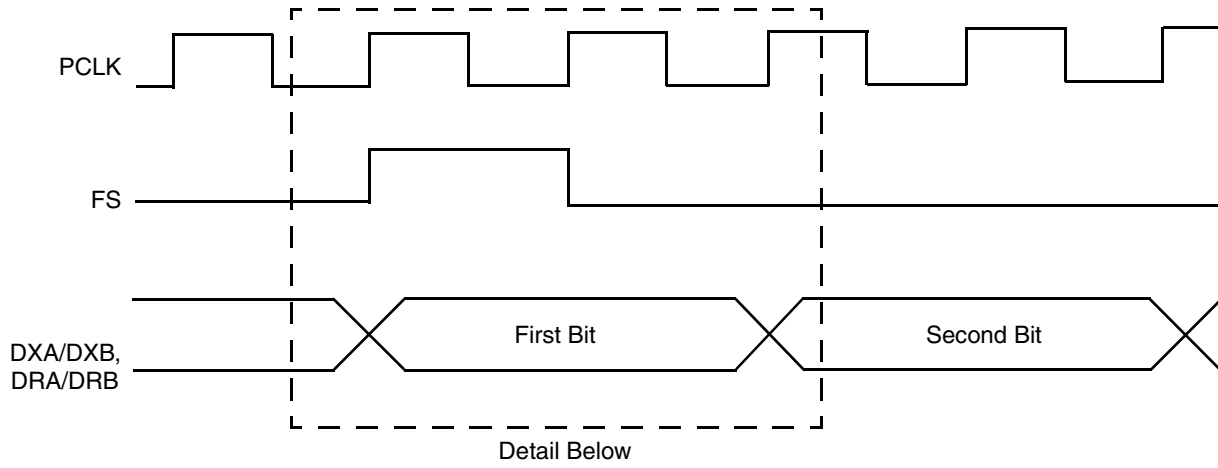 PCLK
FS
DXA/DXB,
DRA/DRB
First Bit
Second Bit
Detail Below